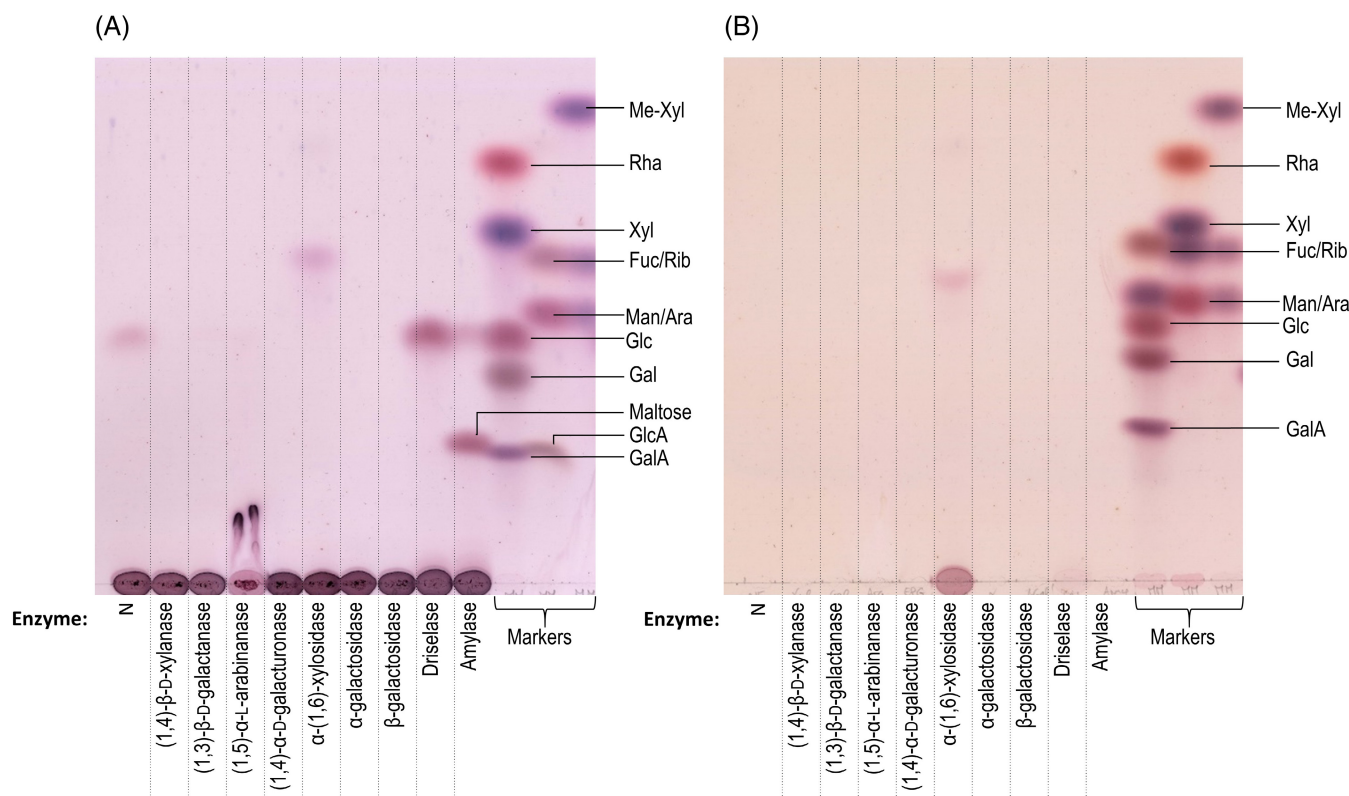 (A)
Me-Xyl
Rha
Xyl
Fuc/Rib
Man/Ara
Glc
Gal
Maltose
GlcA
GalA
Enzyme:
N
(1,4)-β-D-xylanase
(1,3)-β-D-galactanase
(1,5)-α-L-arabinanase
(1,4)-α-D-galacturonase
α-(1,6)-xylosidase
α-galactosidase
β-galactosidase
Driselase
Amylase
Markers
(B)
Me-Xyl
Rha
Xyl
Fuc/Rib
Man/Ara
Glc
Gal
GalA
Enzyme:
N
(1,4)-β-D-xylanase
(1,3)-β-D-galactanase
(1,5)-α-L-arabinanase
(1,4)-α-D-galacturonase
α-(1,6)-xylosidase
α-galactosidase
β-galactosidase
Driselase
Amylase
Markers